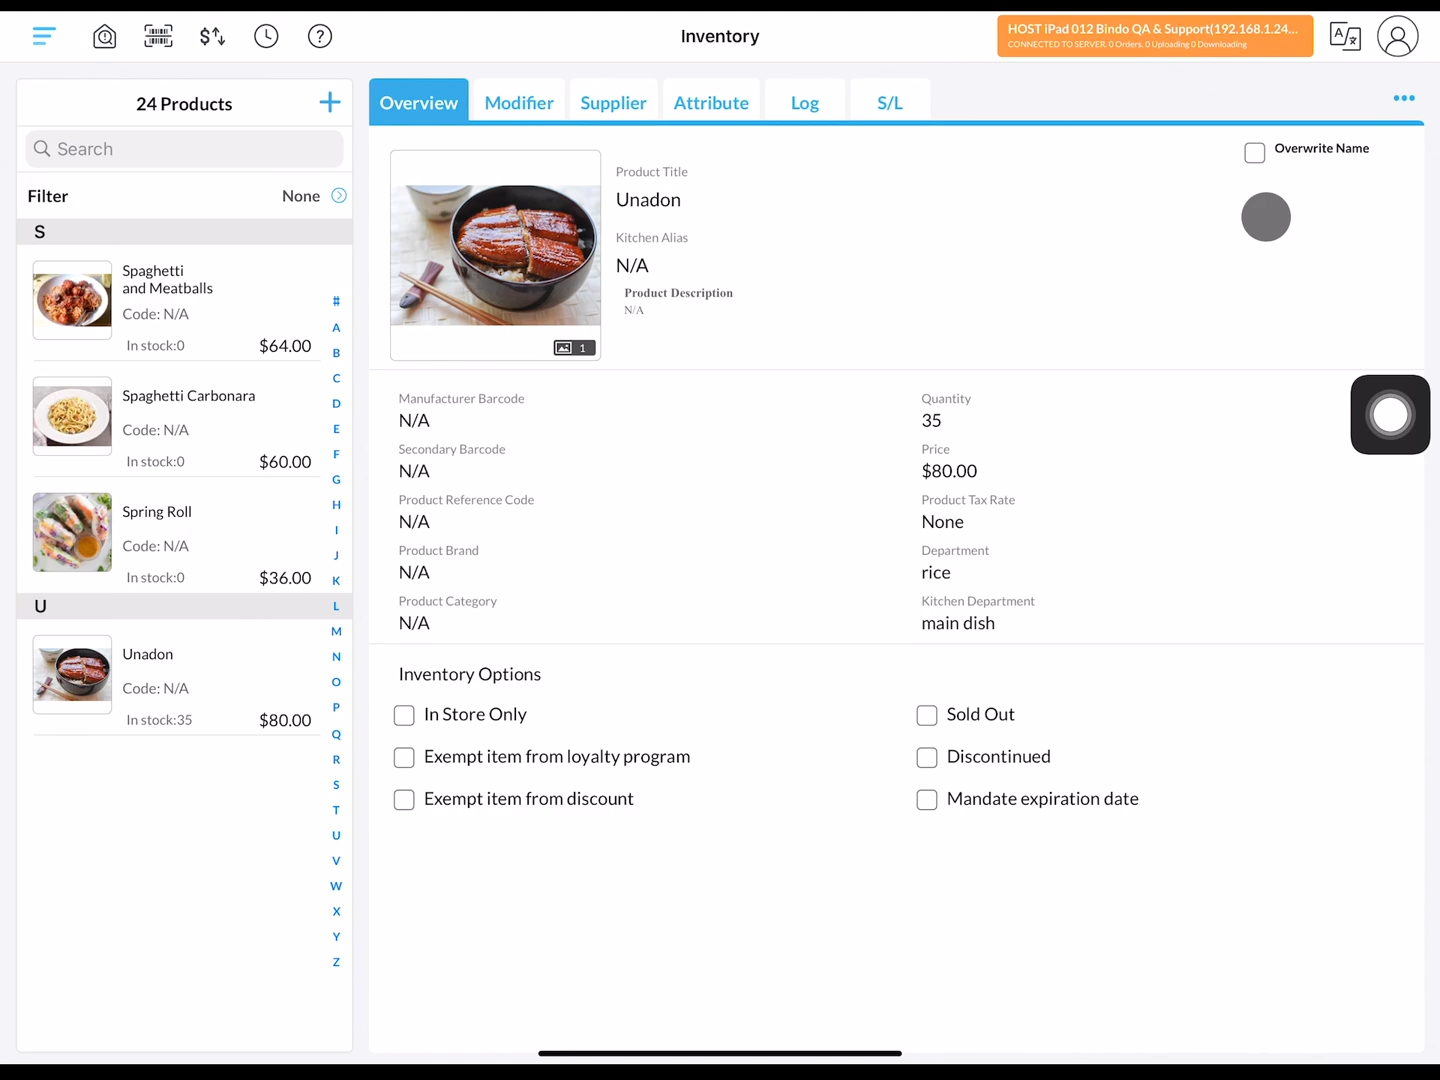 Inventory
HOST iPad 012 Bindo QA & Support(192.168.1.24...
CONNECTED TO SERVER. 0 Orders. 0 Uploading 0 Downloading
24 Products
Search
Filter
None
S
Spaghetti
and Meatballs
Code: N/A
In stock:0
$64.00
Spaghetti Carbonara
Code: N/A
In stock:0
$60.00
Spring Roll
Code: N/A
In stock:0
$36.00
U
Unadon
Code: N/A
In stock:35
$80.00
#
A
B
C
D
E
F
G
H
I
J
K
L
M
N
O
P
Q
R
S
T
U
V
W
X
Y
Z
Overview
Modifier
Supplier
Attribute
Log
S/L
Overwrite Name
Product Title
Unadon
Kitchen Alias
N/A
Product Description
N/A
1
Manufacturer Barcode
N/A
Secondary Barcode
N/A
Product Reference Code
N/A
Product Brand
N/A
Product Category
N/A
Quantity
35
Price
$80.00
Product Tax Rate
None
Department
rice
Kitchen Department
main dish
Inventory Options
In Store Only
Exempt item from loyalty program
Exempt item from discount
Sold Out
Discontinued
Mandate expiration date